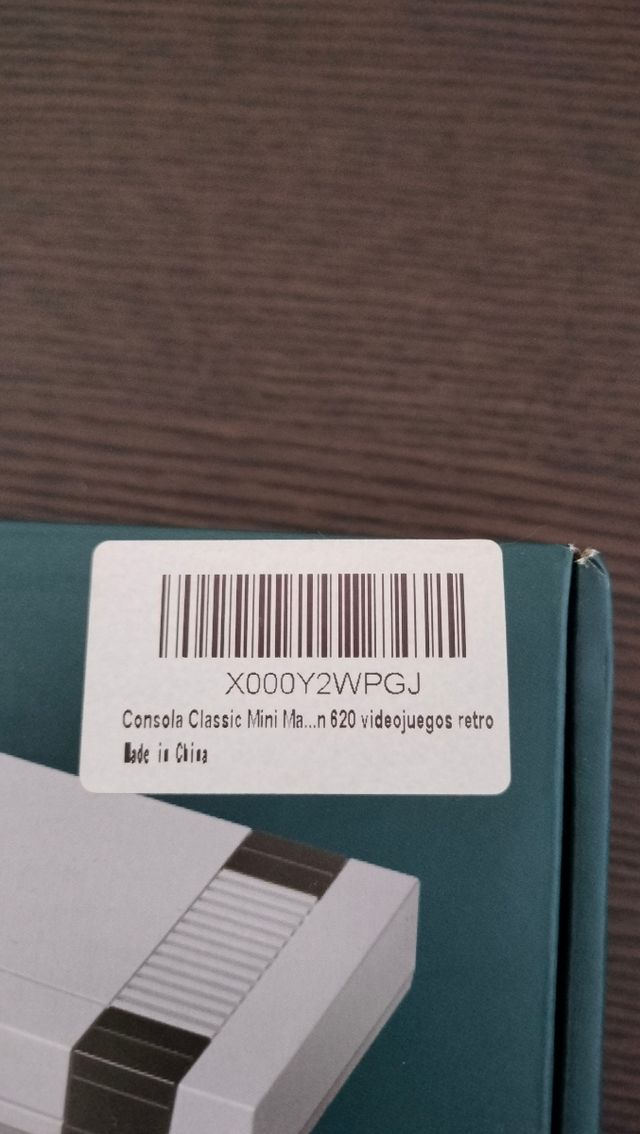 X000Y2WPGJ
Consola Classic Mini Ma...n 620 videojuegos retro
Made in China